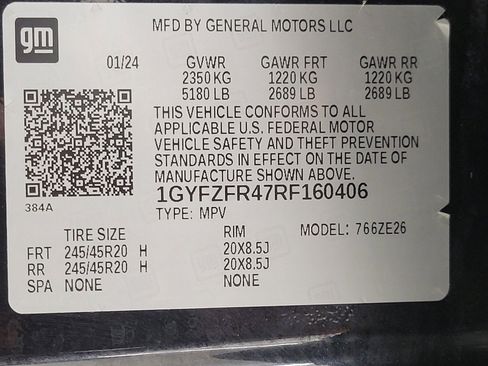 gm
MFD BY GENERAL MOTORS LLC
01/24 GVWR GAWR FRT GAWR RR
2350 KG 1220 KG 1220 KG
5180 LB 2689 LB 2689 LB
THIS VEHICLE CONFORMS TO ALL
APPLICABLE U.S. FEDERAL MOTOR
VEHICLE SAFETY AND THEFT PREVENTION
STANDARDS IN EFFECT ON THE DATE OF
MANUFACTURE SHOWN ABOVE.
384A
1GYFZFR47RF160406
TYPE: MPV MODEL: 766ZE26
TIRE SIZE RIM
FRT 245/45R20 H 20X8.5J
RR 245/45R20 H 20X8.5J
SPA NONE NONE